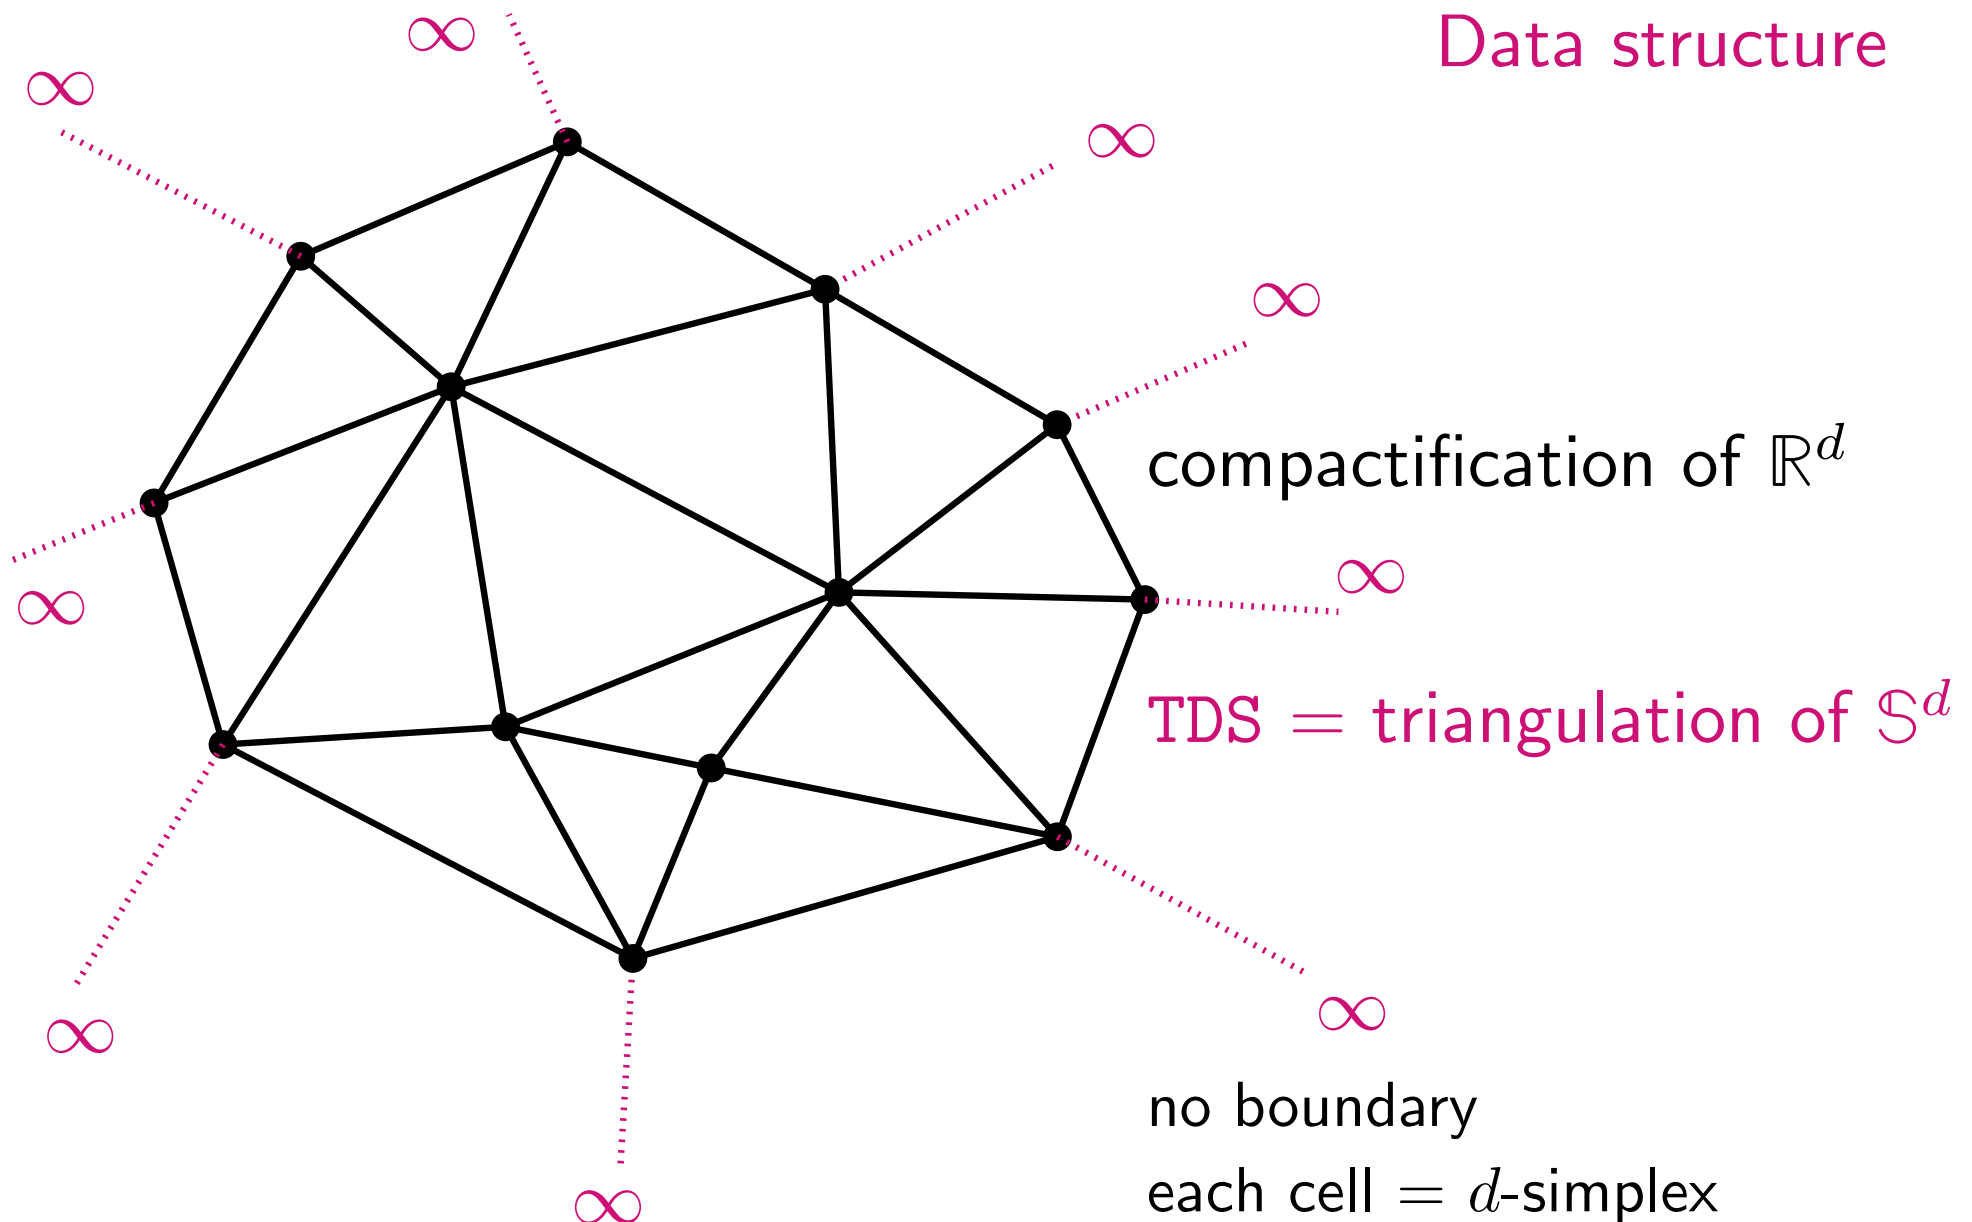 Data structure
∞
∞
∞
∞
compactification of ℝ^d
∞
∞
TDS = triangulation of 𝕊^d
∞
∞
no boundary
each cell = d-simplex
∞